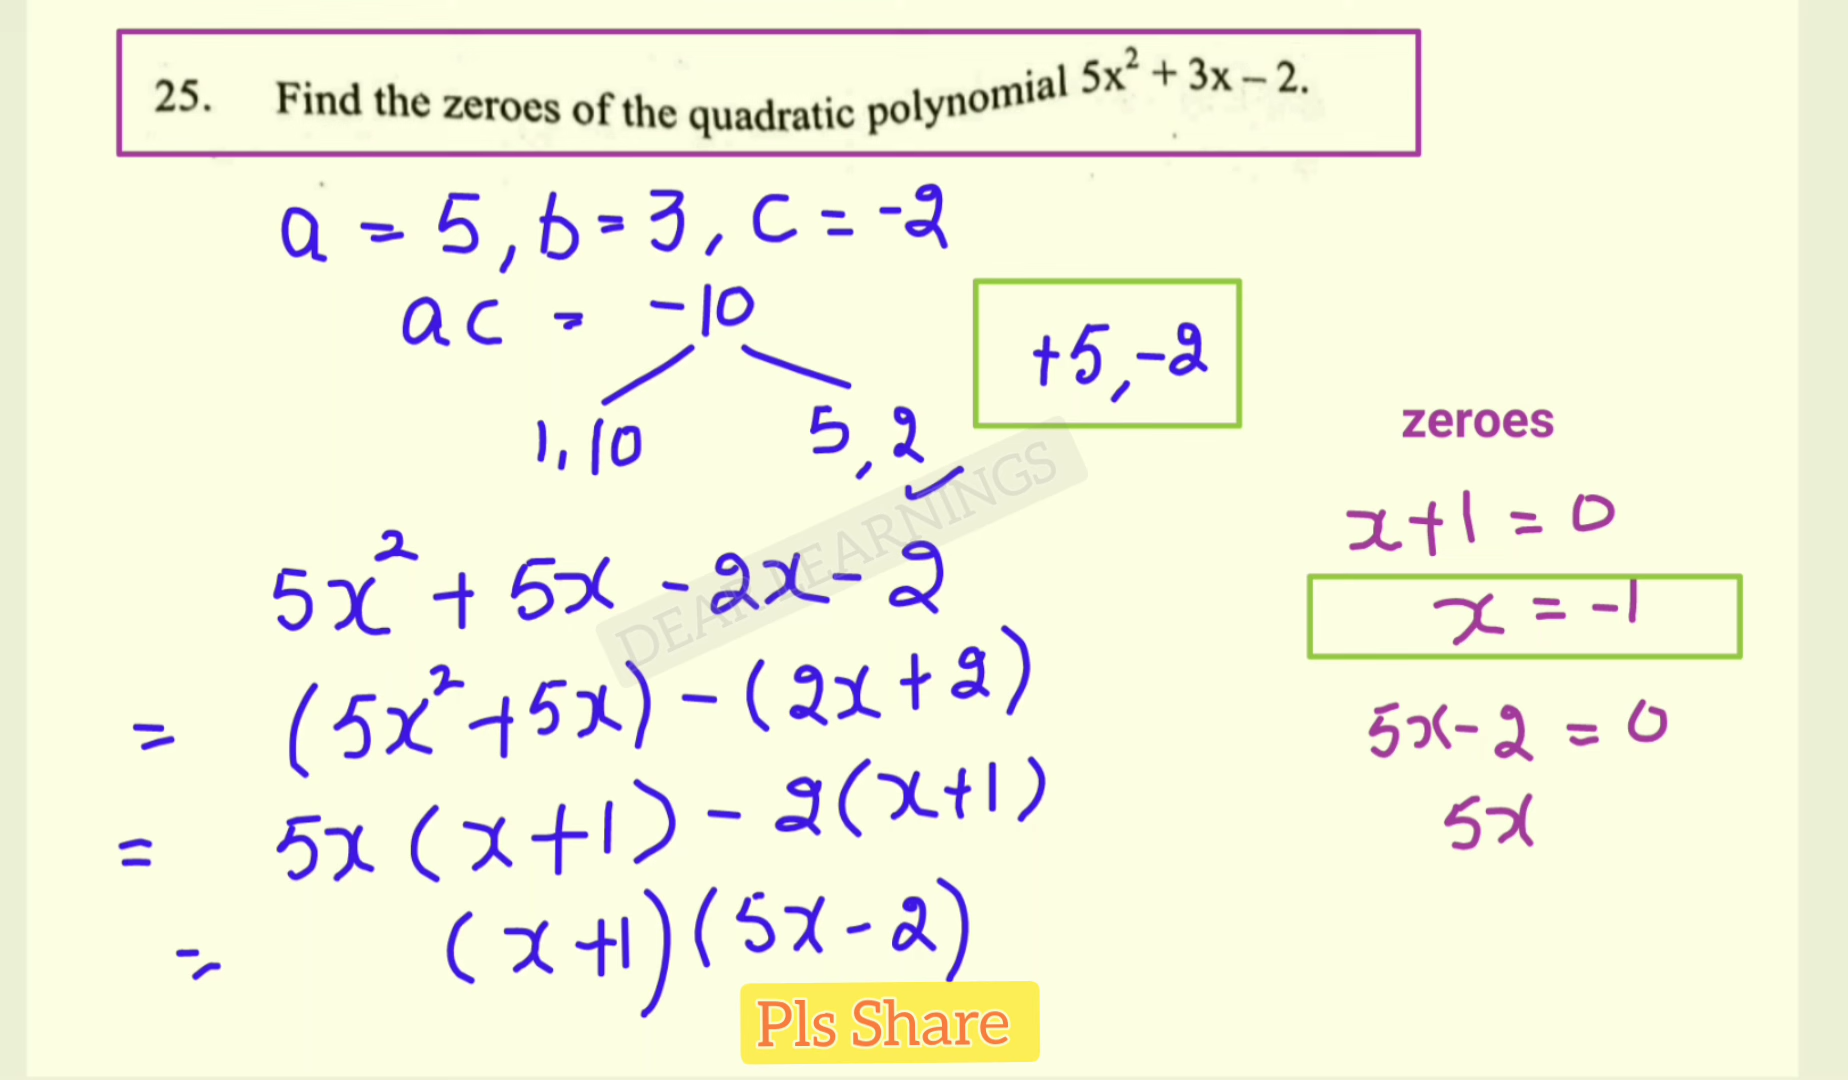 25. Find the zeroes of the quadratic polynomial 5x² + 3x – 2.
a = 5, b = 3, c = -2
ac = -10
1, 10 5, 2
+5, -2
5x² + 5x - 2x - 2
= (5x² + 5x) - (2x + 2)
= 5x (x + 1) - 2(x + 1)
= (x + 1) (5x - 2)
zeroes
x + 1 = 0
x = -1
5x - 2 = 0
5x
DEAR LEARNINGS
Pls Share